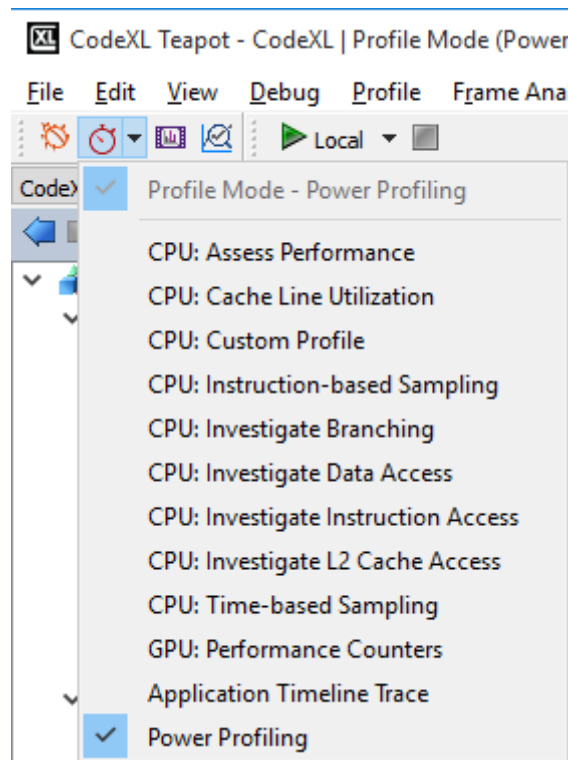 XL CodeXL Teapot - CodeXL | Profile Mode (Power
File Edit View Debug Profile Frame Ana
Local
CodeX
Profile Mode - Power Profiling
CPU: Assess Performance
CPU: Cache Line Utilization
CPU: Custom Profile
CPU: Instruction-based Sampling
CPU: Investigate Branching
CPU: Investigate Data Access
CPU: Investigate Instruction Access
CPU: Investigate L2 Cache Access
CPU: Time-based Sampling
GPU: Performance Counters
Application Timeline Trace
Power Profiling